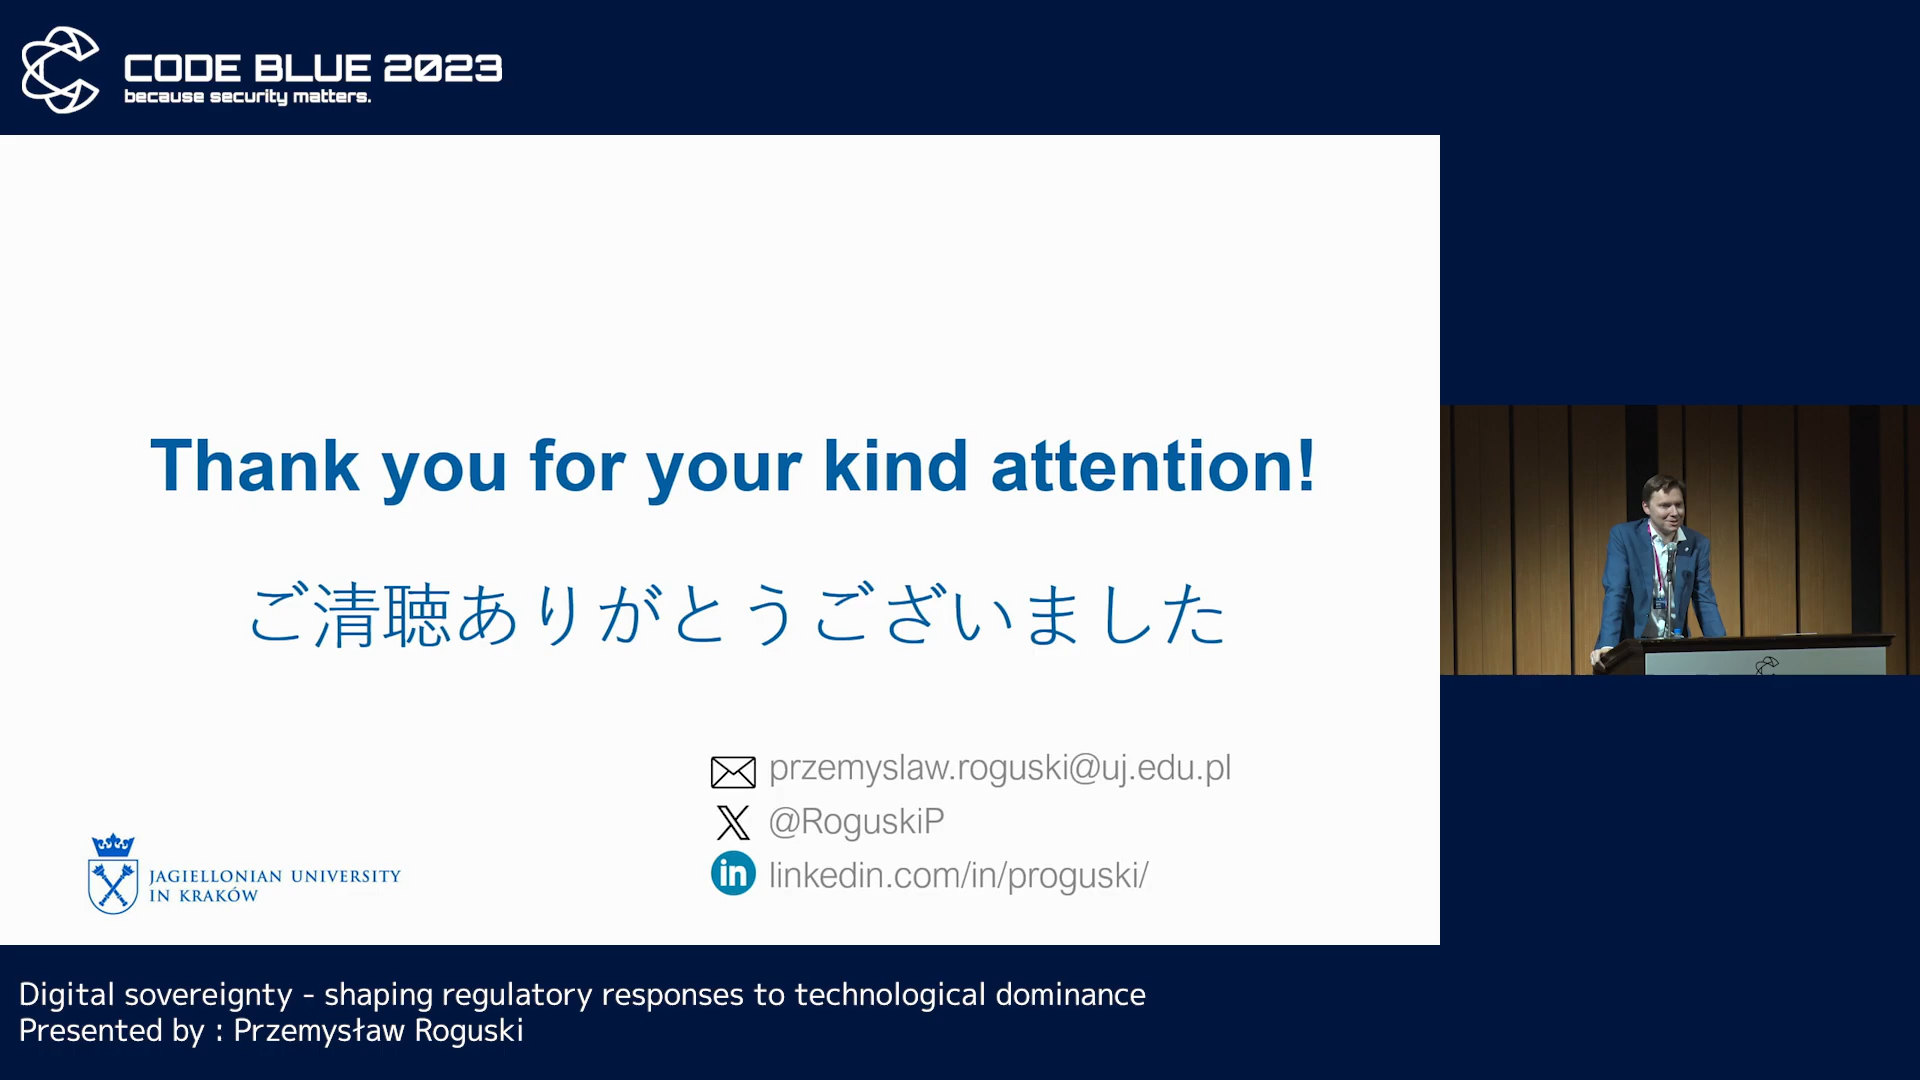 CODE BLUE 2023
because security matters.
Thank you for your kind attention!
ご清聴ありがとうございました
przemyslaw.roguski@uj.edu.pl
@RoguskiP
linkedin.com/in/proguski/
JAGIELLONIAN UNIVERSITY
IN KRAKÓW
Digital sovereignty - shaping regulatory responses to technological dominance
Presented by : Przemysław Roguski